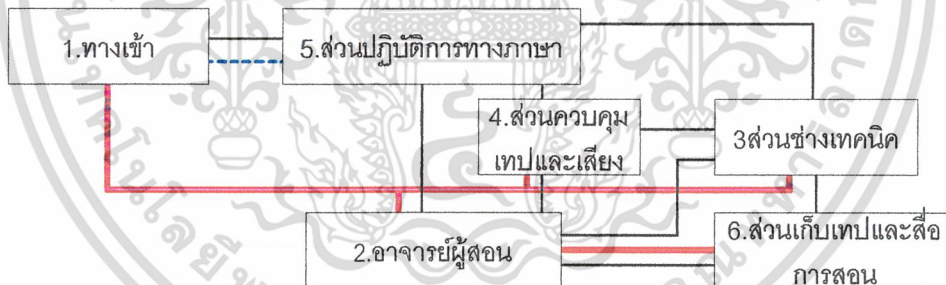 1.ทางเข้า
5.ส่วนปฏิบัติการทางภาษา
4.ส่วนควบคุม
เทปและเสียง
3ส่วนช่างเทคนิค
2.อาจารย์ผู้สอน
6.ส่วนเก็บเทปและสื่อ
การสอน